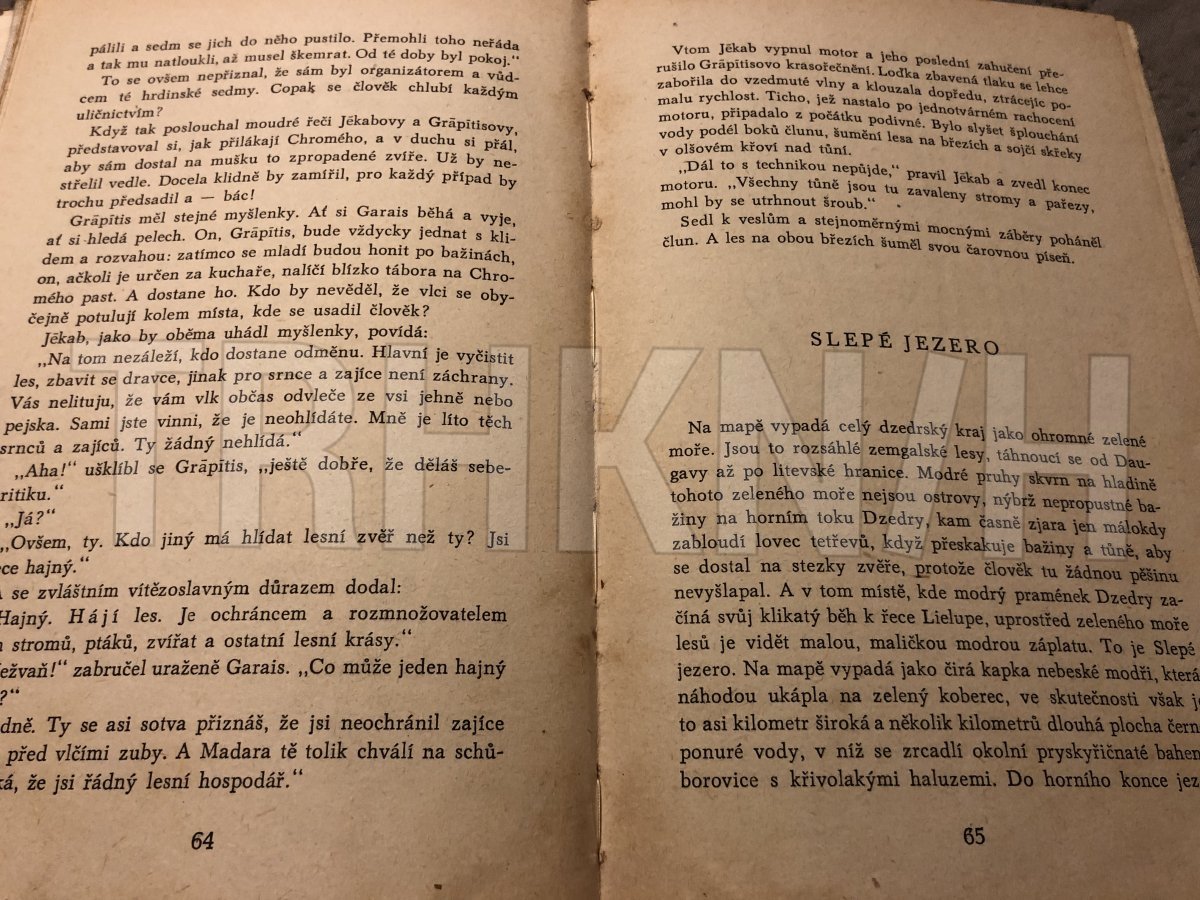 pálili a sedm se jich do něho pustilo. Přemohli toho neřáda
a tak mu natloukli, až musel škemrat. Od té doby byl pokoj.“
To se ovšem nepřiznal, že sám byl organizátorem a vůd-
cem té hrdinské sedmy. Copak se člověk chlubí každým
uličnictvím?
Když tak poslouchal moudré řeči Jēkabovy a Grāpītisovy,
představoval si, jak přilákají Chromého, a v duchu si přál,
aby sám dostal na mušku to zpropadené zvíře. Už by ne-
střelil vedle. Docela klidně by zamířil, pro každý případ by
trochu předsadil a — bác!
Grāpītis měl stejné myšlenky. Ať si Garais běhá a vyje,
ať si hledá pelech. On, Grāpītis, bude vždycky jednat s kli-
dem a rozvahou: zatímco se mladí budou honit po bažinách,
on, ačkoli je určen za kuchaře, nalíčí blízko tábora na Chro-
mého past. A dostane ho. Kdo by nevěděl, že vlci se oby-
čejně potulují kolem místa, kde se usadil člověk?
Jēkab, jako by oběma uhádl myšlenky, povídá:
„Na tom nezáleží, kdo dostane odměnu. Hlavní je vyčistit
les, zbavit se dravce, jinak pro srnce a zajíce není záchrany.
Vás nelituju, že vám vlk občas odvleče ze vsi jehně nebo
pejska. Sami jste vinni, že je neohlídáte. Mně je líto těch
srnců a zajíců. Ty žádný nehlídá.“
„Aha!“ ušklíbl se Grāpītis, „ještě dobře, že děláš sebe-
ritiku.“
„Já?“
„Ovšem, ty. Kdo jiný má hlídat lesní zvěř než ty? Jsi
ce hajný.“
A se zvláštním vítězoslavným důrazem dodal:
Hajný. Hájí les. Je ochráncem a rozmnožovatelem
stromů, ptáků, zvířat a ostatní lesní krásy.“
ežvaň!“ zabručel uraženě Garais. „Co může jeden hajný
?“
dně. Ty se asi sotva přiznáš, že jsi neochránil zajíce
před vlčími zuby. A Madara tě tolik chválí na schů-
ká, že jsi řádný lesní hospodář.“
64
Vtom Jēkab vypnul motor a jeho poslední zahučení pře-
rušilo Grāpītisovo krasořečnění. Loďka zbavená tlaku se lehce
zabořila do vzedmuté vlny a klouzala dopředu, ztrácejíc po-
malu rychlost. Ticho, jež nastalo po jednotvárném rachocení
motoru, připadalo z počátku podivné. Bylo slyšet šplouchání
vody podél boků člunu, šumění lesa na březích a sojčí skřeky
v olšovém křoví nad tůní.
„Dál to s technikou nepůjde,“ pravil Jēkab a zvedl konec
motoru. „Všechny tůně jsou tu zavaleny stromy a pařezy,
mohl by se utrhnout šroub.“
Sedl k veslům a stejnoměrnými mocnými záběry poháněl
člun. A les na obou březích šuměl svou čarovnou píseň.
SLEPÉ JEZERO
Na mapě vypadá celý dzedrský kraj jako ohromné zelené
moře. Jsou to rozsáhlé zemgalské lesy, táhnoucí se od Dau-
gavy až po litevské hranice. Modré pruhy skvrn na hladině
tohoto zeleného moře nejsou ostrovy, nýbrž nepropustné ba-
žiny na horním toku Dzedry, kam časně zjara jen málokdy
zabloudí lovec tetřevů, když přeskakuje bažiny a tůně, aby
se dostal na stezky zvěře, protože člověk tu žádnou pěšinu
nevyšlapal. A v tom místě, kde modrý pramének Dzedry za-
číná svůj klikatý běh k řece Lielupe, uprostřed zeleného moře
lesů je vidět malou, maličkou modrou záplatu. To je Slepé
jezero. Na mapě vypadá jako čirá kapka nebeské modři, která
náhodou ukápla na zelený koberec, ve skutečnosti však je
to asi kilometr široká a několik kilometrů dlouhá plocha čern
ponuré vody, v níž se zrcadlí okolní pryskyřičnaté bahen
borovice s křivolakými haluzemi. Do horního konce jez
65
TRHKNVH